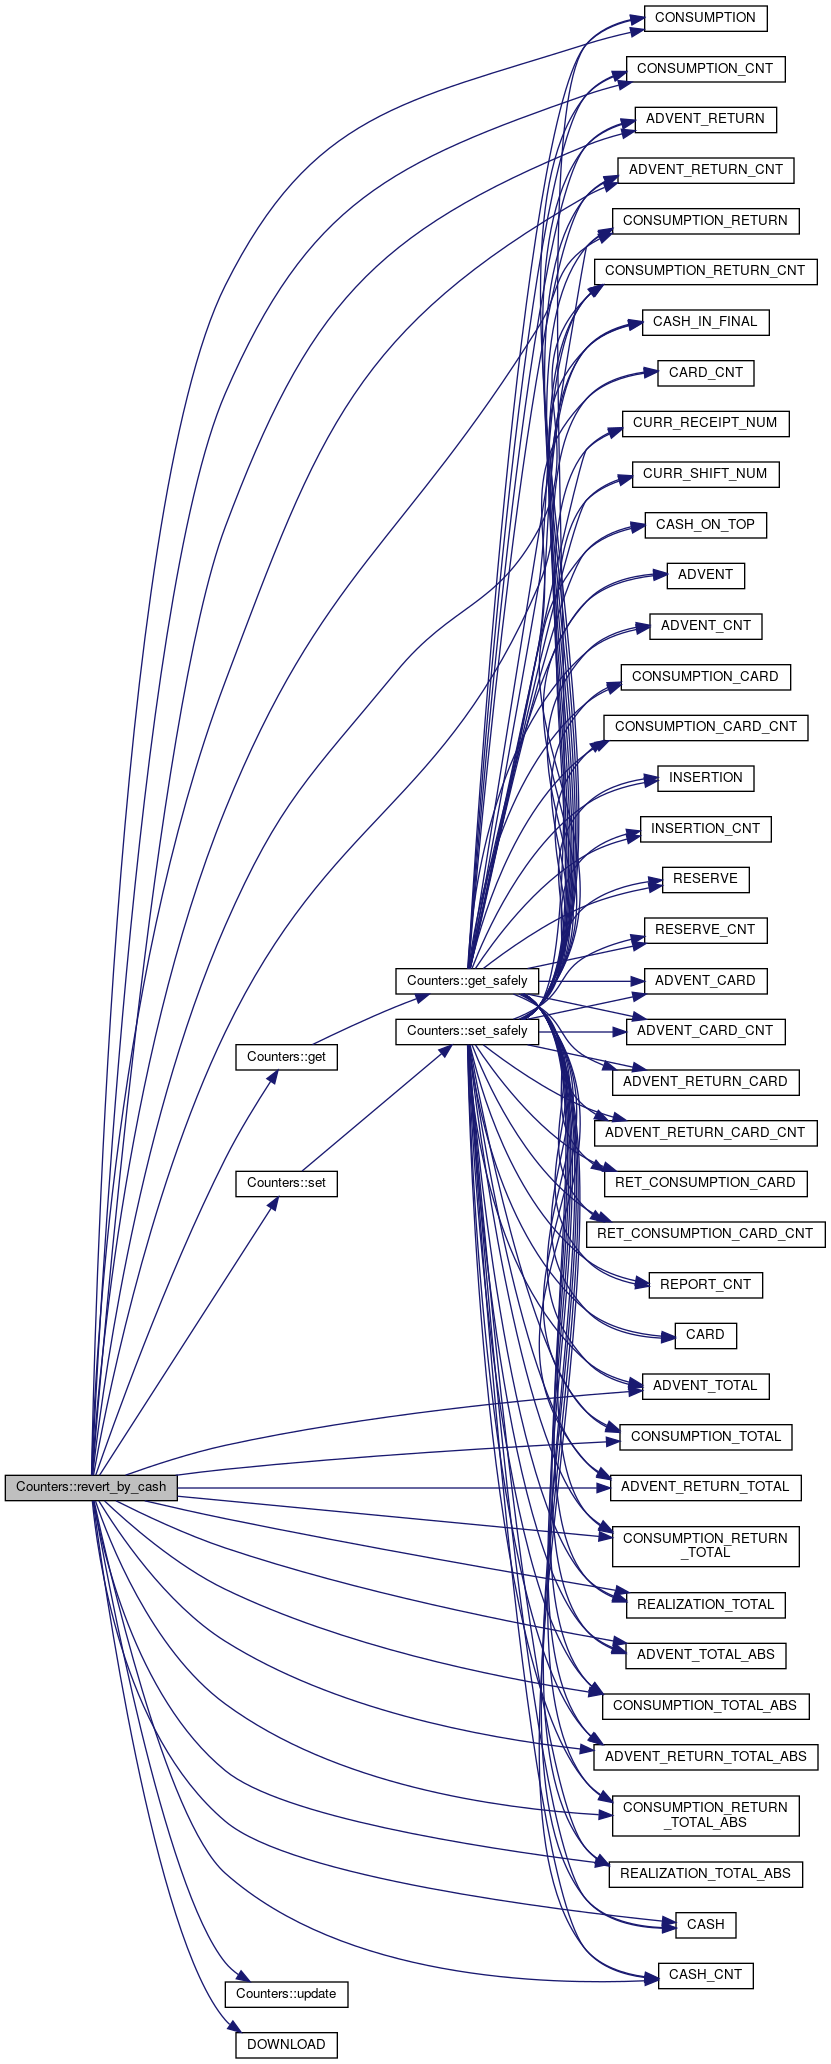 CONSUMPTION
CONSUMPTION_CNT
ADVENT_RETURN
ADVENT_RETURN_CNT
CONSUMPTION_RETURN
CONSUMPTION_RETURN_CNT
CASH_IN_FINAL
CARD_CNT
CURR_RECEIPT_NUM
CURR_SHIFT_NUM
CASH_ON_TOP
ADVENT
ADVENT_CNT
CONSUMPTION_CARD
CONSUMPTION_CARD_CNT
INSERTION
INSERTION_CNT
RESERVE
RESERVE_CNT
Counters::get_safely
ADVENT_CARD
Counters::set_safely
ADVENT_CARD_CNT
Counters::get
ADVENT_RETURN_CARD
ADVENT_RETURN_CARD_CNT
Counters::set
RET_CONSUMPTION_CARD
RET_CONSUMPTION_CARD_CNT
REPORT_CNT
CARD
ADVENT_TOTAL
CONSUMPTION_TOTAL
Counters::revert_by_cash
ADVENT_RETURN_TOTAL
CONSUMPTION_RETURN
_TOTAL
REALIZATION_TOTAL
ADVENT_TOTAL_ABS
CONSUMPTION_TOTAL_ABS
ADVENT_RETURN_TOTAL_ABS
CONSUMPTION_RETURN
_TOTAL_ABS
REALIZATION_TOTAL_ABS
CASH
CASH_CNT
Counters::update
DOWNLOAD